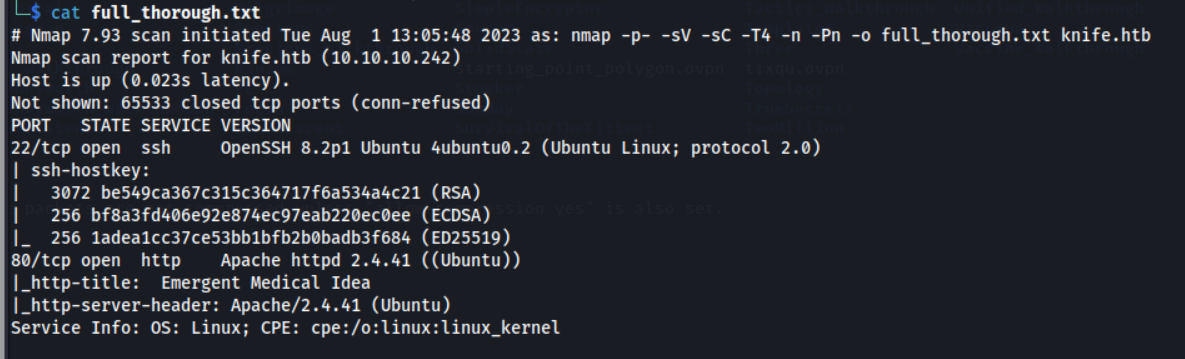 └─$ cat full_thorough.txt
# Nmap 7.93 scan initiated Tue Aug  1 13:05:48 2023 as: nmap -p- -sV -sC -T4 -n -Pn -o full_thorough.txt knife.htb
Nmap scan report for knife.htb (10.10.10.242)
Host is up (0.023s latency).
Not shown: 65533 closed tcp ports (conn-refused)
PORT   STATE SERVICE VERSION
22/tcp open  ssh     OpenSSH 8.2p1 Ubuntu 4ubuntu0.2 (Ubuntu Linux; protocol 2.0)
| ssh-hostkey:
|   3072 be549ca367c315c364717f6a534a4c21 (RSA)
|   256 bf8a3fd406e92e874ec97eab220ec0ee (ECDSA)
|_  256 1adea1cc37ce53bb1bfb2b0badb3f684 (ED25519)
80/tcp open  http    Apache httpd 2.4.41 ((Ubuntu))
|_http-title:  Emergent Medical Idea
|_http-server-header: Apache/2.4.41 (Ubuntu)
Service Info: OS: Linux; CPE: cpe:/o:linux:linux_kernel